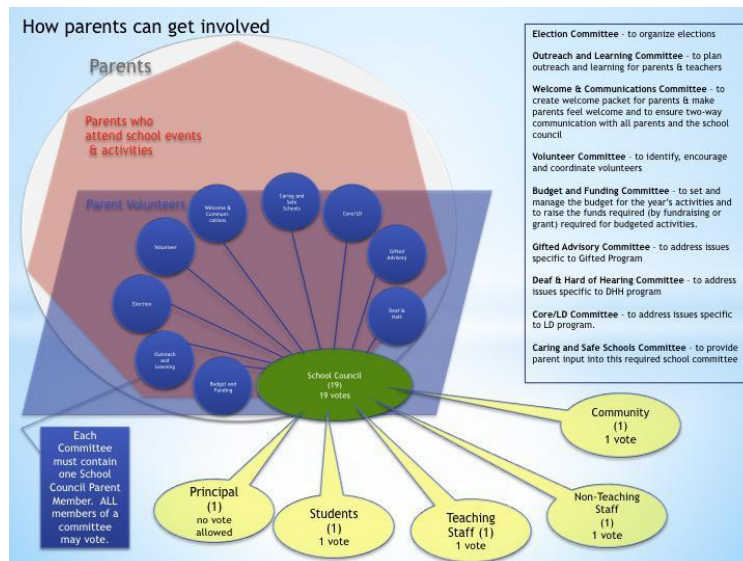 How parents can get involved
Parents
Parents who
attend school events
& activities
Parent Volunteers
Caring and
Safe
Schools
Welcome &
Communi-
cations
Core/LD
Volunteer
Gifted
Advisory
Election
Deaf &
Outreach
and
Learning
Budget and
Funding
School Council
(19)
19 votes
Each
Committee
must contain
one School
Council Parent
Member. ALL
members of a
committee
may vote.
Principal
(1)
no vote
allowed
Students
(1)
1 vote
Teaching
Staff (1)
1 vote
Non-Teaching
Staff
(1)
1 vote
Community
(1)
1 vote
Election Committee – to organize elections
Outreach and Learning Committee – to plan
outreach and learning for parents & teachers
Welcome & Communications Committee – to
create welcome packet for parents & make
parents feel welcome and to ensure two-way
communication with all parents and the school
council
Volunteer Committee – to identify, encourage
and coordinate volunteers
Budget and Funding Committee – to set and
manage the budget for the year's activities and
to raise the funds required (by fundraising or
grant) required for budgeted activities.
Gifted Advisory Committee – to address issues
specific to Gifted Program
Deaf & Hard of Hearing Committee – to address
issues specific to DHH program
Core/LD Committee – to address issues specific
to LD program.
Caring and Safe Schools Committee – to provide
parent input into this required school committee